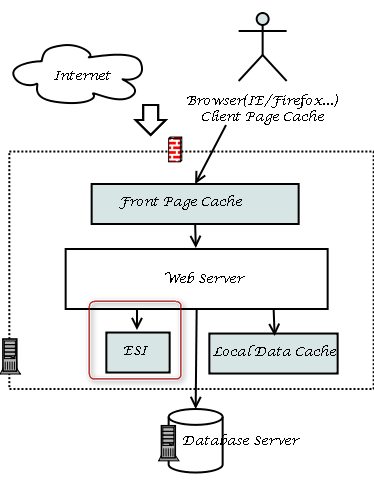 Internet
Browser(IE/Firefox...)
Client Page Cache
Front Page Cache
Web Server
ESI
Local Data Cache
Database Server